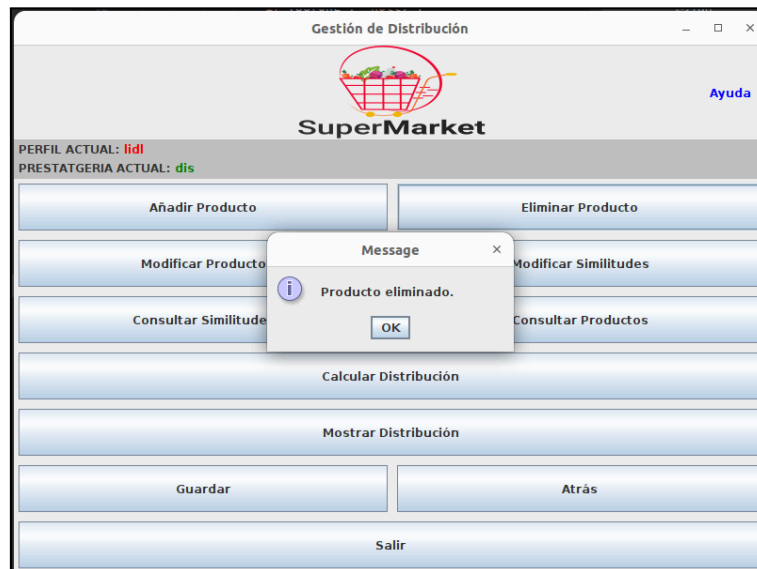 Gestión de Distribución
SuperMarket
Ayuda
PERFIL ACTUAL: lidl
PRESTATGERIA ACTUAL: dis
Añadir Producto
Eliminar Producto
Message
Modificar Producto
Modificar Similitudes
Producto eliminado.
Consultar Similitude
Consultar Productos
OK
Calcular Distribución
Mostrar Distribución
Guardar
Atrás
Salir